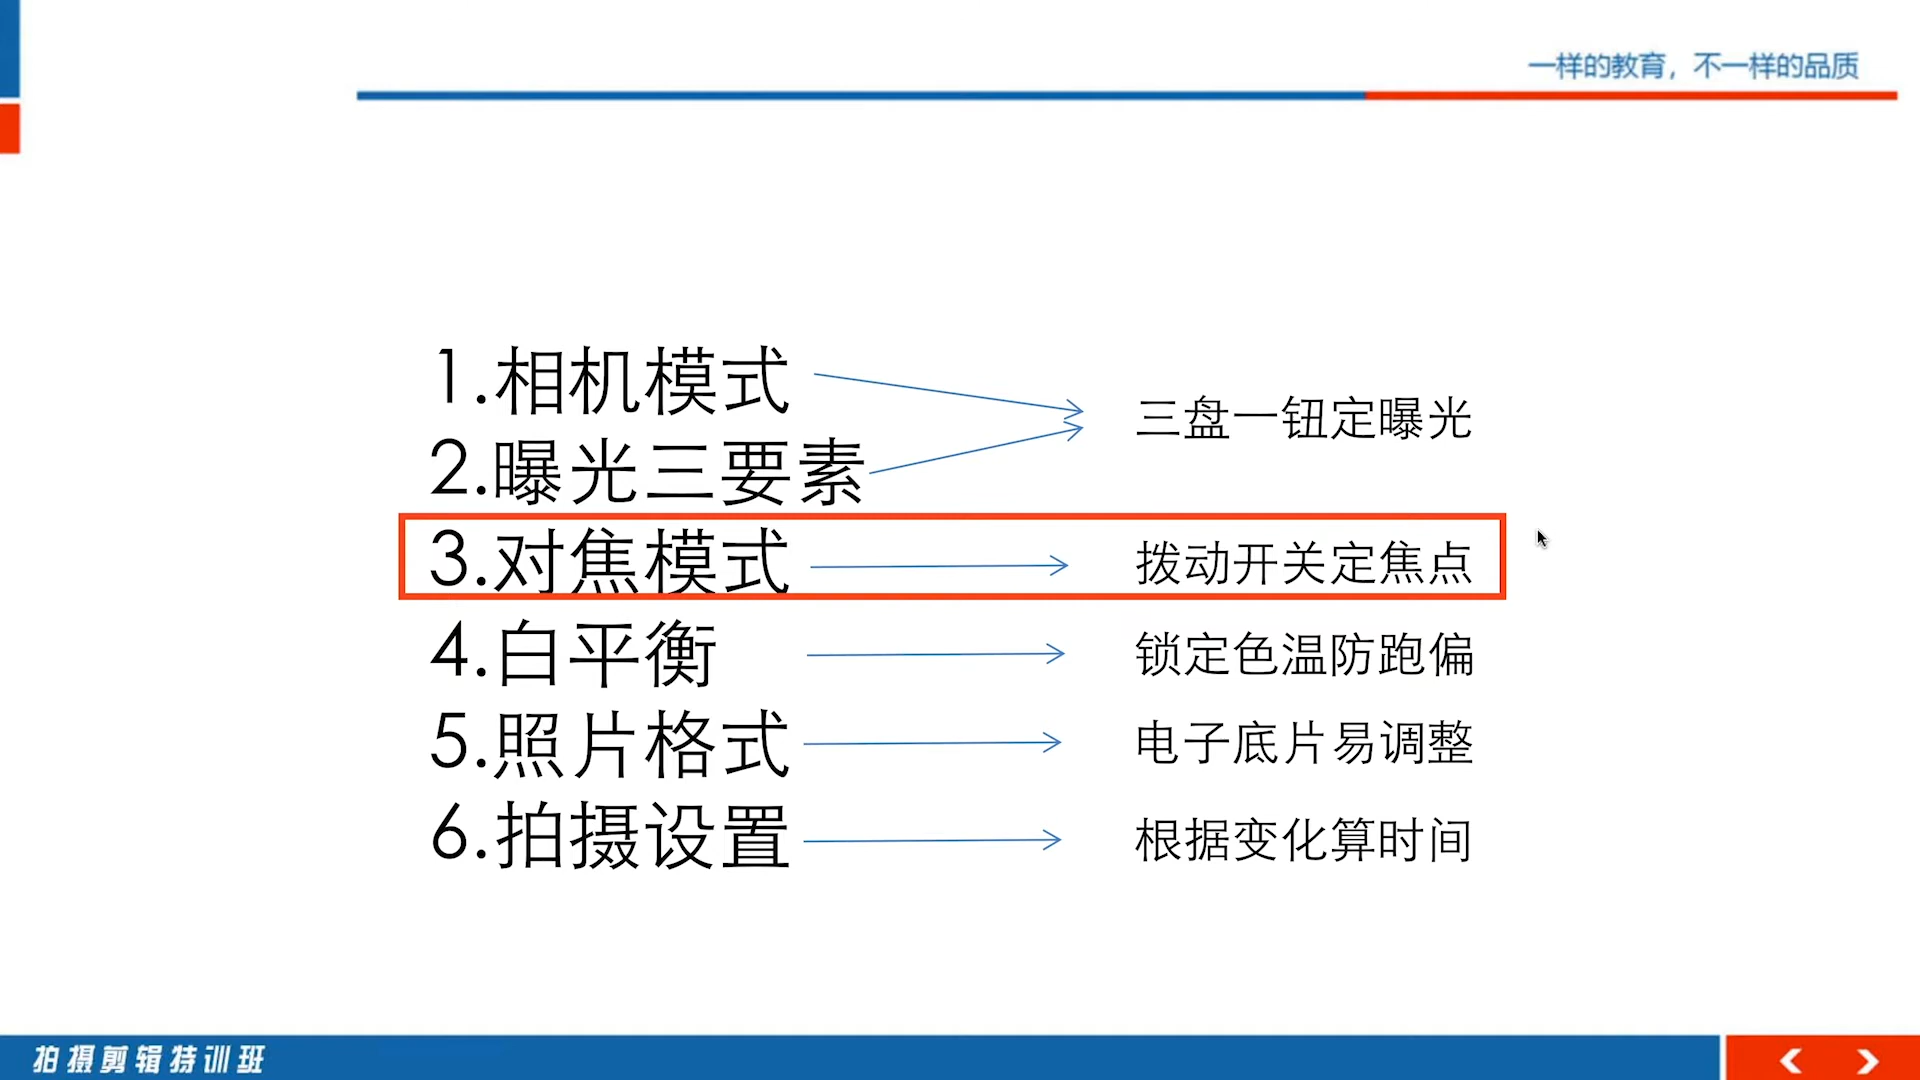 一样的教育，不一样的品质
1.相机模式
2.曝光三要素
三盘一钮定曝光
3.对焦模式 拨动开关定焦点
4.白平衡 锁定色温防跑偏
5.照片格式 电子底片易调整
6.拍摄设置 根据变化算时间
拍摄剪辑特训班